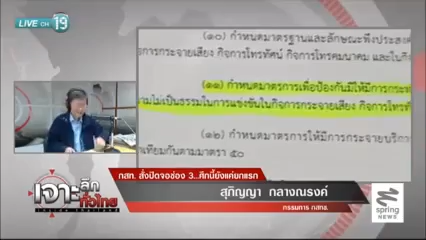 LIVE CH 19
(๑๐) กำหนดมาตรฐานและลักษณะพึงประสงค
การกระจายเสียง กิจการโทรทัศน์ กิจการโทรคมนาคม และในกิ
(๑๑) กำหนดมาตรการเพื่อป้องกันมิให้มีการกระทำ
ามไม่เป็นธรรมในการแข่งขันในกิจการกระจายเสียง กิจการโทรทั
(๑๒) กำหนดมาตรการให้มีการกระจายบริการ
เทียมกันตามมาตรา ๕๐
กสท. สั่งปิดจอช่อง 3...ศึกนี้ยังแค่ยกแรก
เจาะลึกทั่วไทย
INSIDE THAILAND
สุภิญญา กลางณรงค์
กรรมการ กสทช.
spring
NEWS